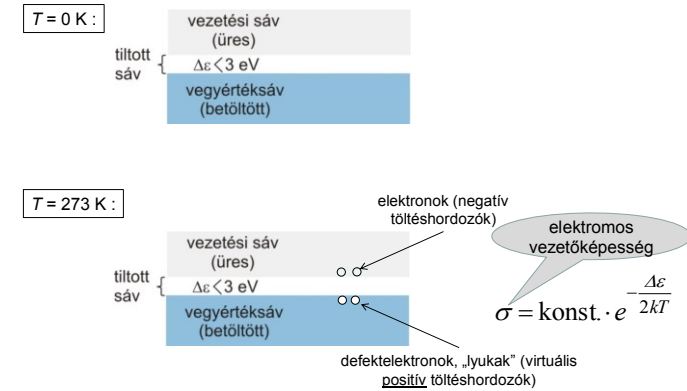 T = 0 K :
vezetési sáv
(üres)
tiltott
sáv
Δε<3 eV
vegyértéksáv
(betöltött)
T = 273 K :
elektronok (negatív
töltéshordozók)
elektromos
vezetőképesség
vezetési sáv
(üres)
tiltott
sáv
Δε<3 eV
vegyértéksáv
(betöltött)
σ = konst. · e^(-Δε/2kT)
defektelektronok, „lyukak” (virtuális
pozitív töltéshordozók)